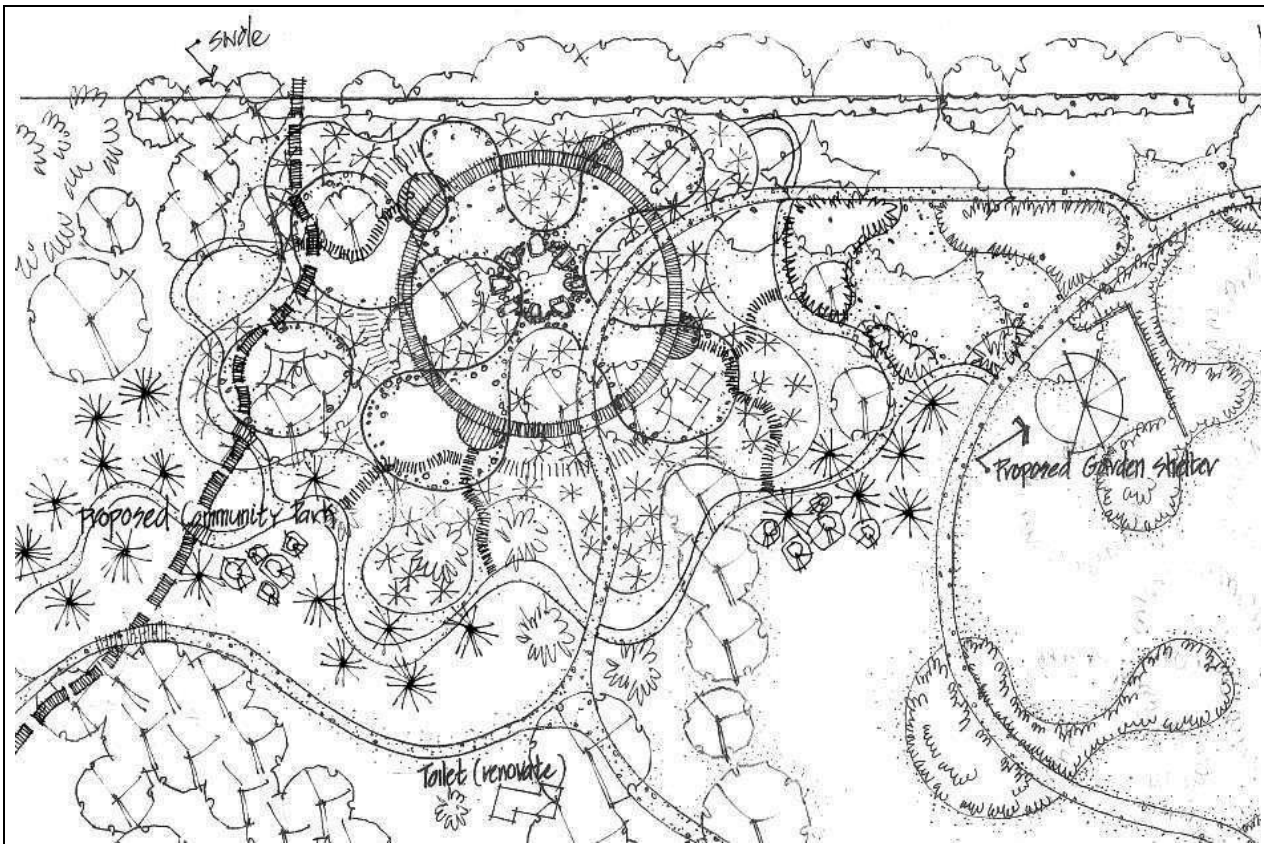 swale
Proposed Garden Shelter
Proposed Community Park
Toilet (renovate)